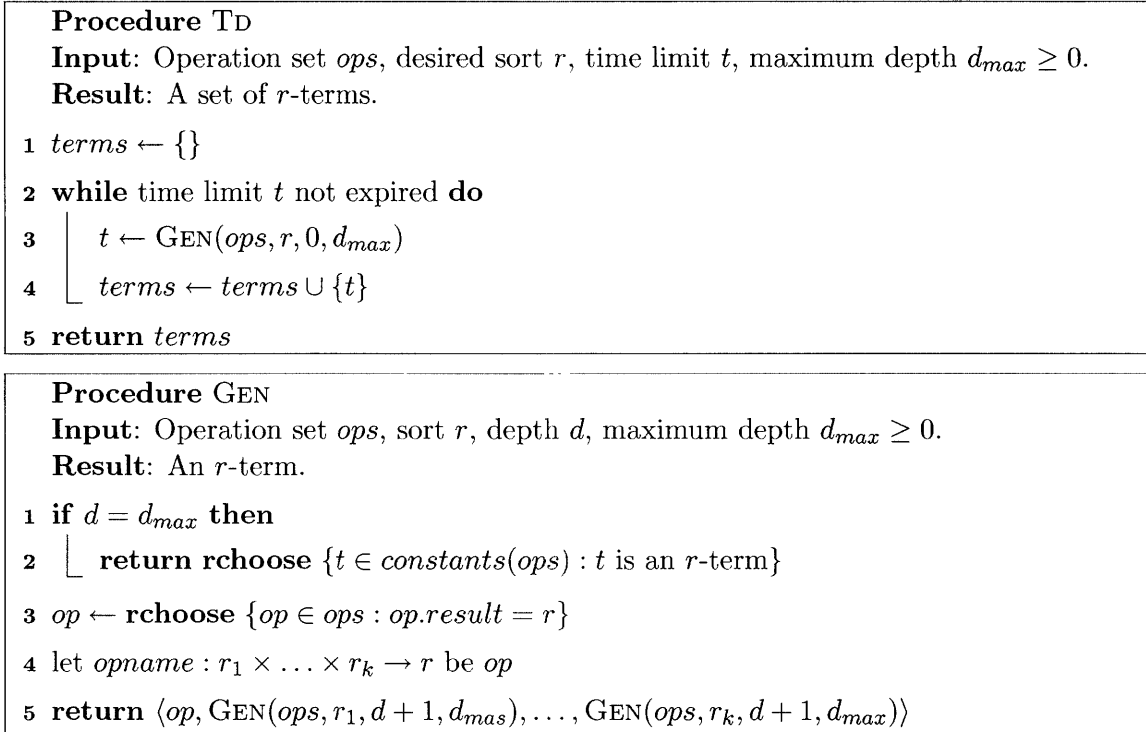 Procedure TD
Input: Operation set ops, desired sort r, time limit t, maximum depth d_max ≥ 0.
Result: A set of r-terms.
1 terms ← {}
2 while time limit t not expired do
3 t ← GEN(ops, r, 0, d_max)
4 terms ← terms ∪ {t}
5 return terms
Procedure GEN
Input: Operation set ops, sort r, depth d, maximum depth d_max ≥ 0.
Result: An r-term.
1 if d = d_max then
2 return rchoose {t ∈ constants(ops) : t is an r-term}
3 op ← rchoose {op ∈ ops : op.result = r}
4 let opname : r_1 × … × r_k → r be op
5 return ⟨op, GEN(ops, r_1, d + 1, d_mas), …, GEN(ops, r_k, d + 1, d_max)⟩